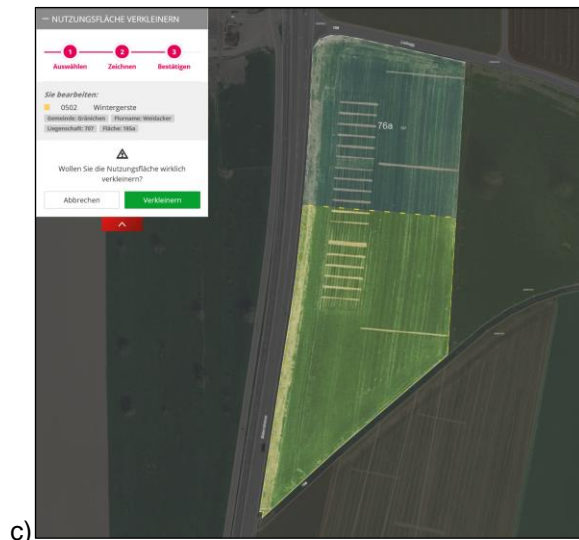 — NUTZUNGSFLÄCHE VERKLEINERN
1 2 3
Auswählen Zeichnen Bestätigen
Sie bearbeiten:
0502 Wintergerste
Gemeinde: Gränichen Flurname: Weidacker
Liegenschaft: 707 Fläche: 165a
Wollen Sie die Nutzungsfläche wirklich
verkleinern?
Abbrechen Verkleinern
76a
c)